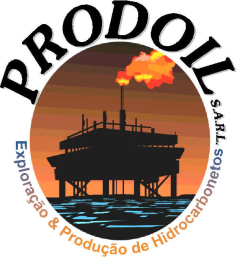 PRODOIL
S.A.R.L.
Exploração & Produção de Hidrocarbonetos